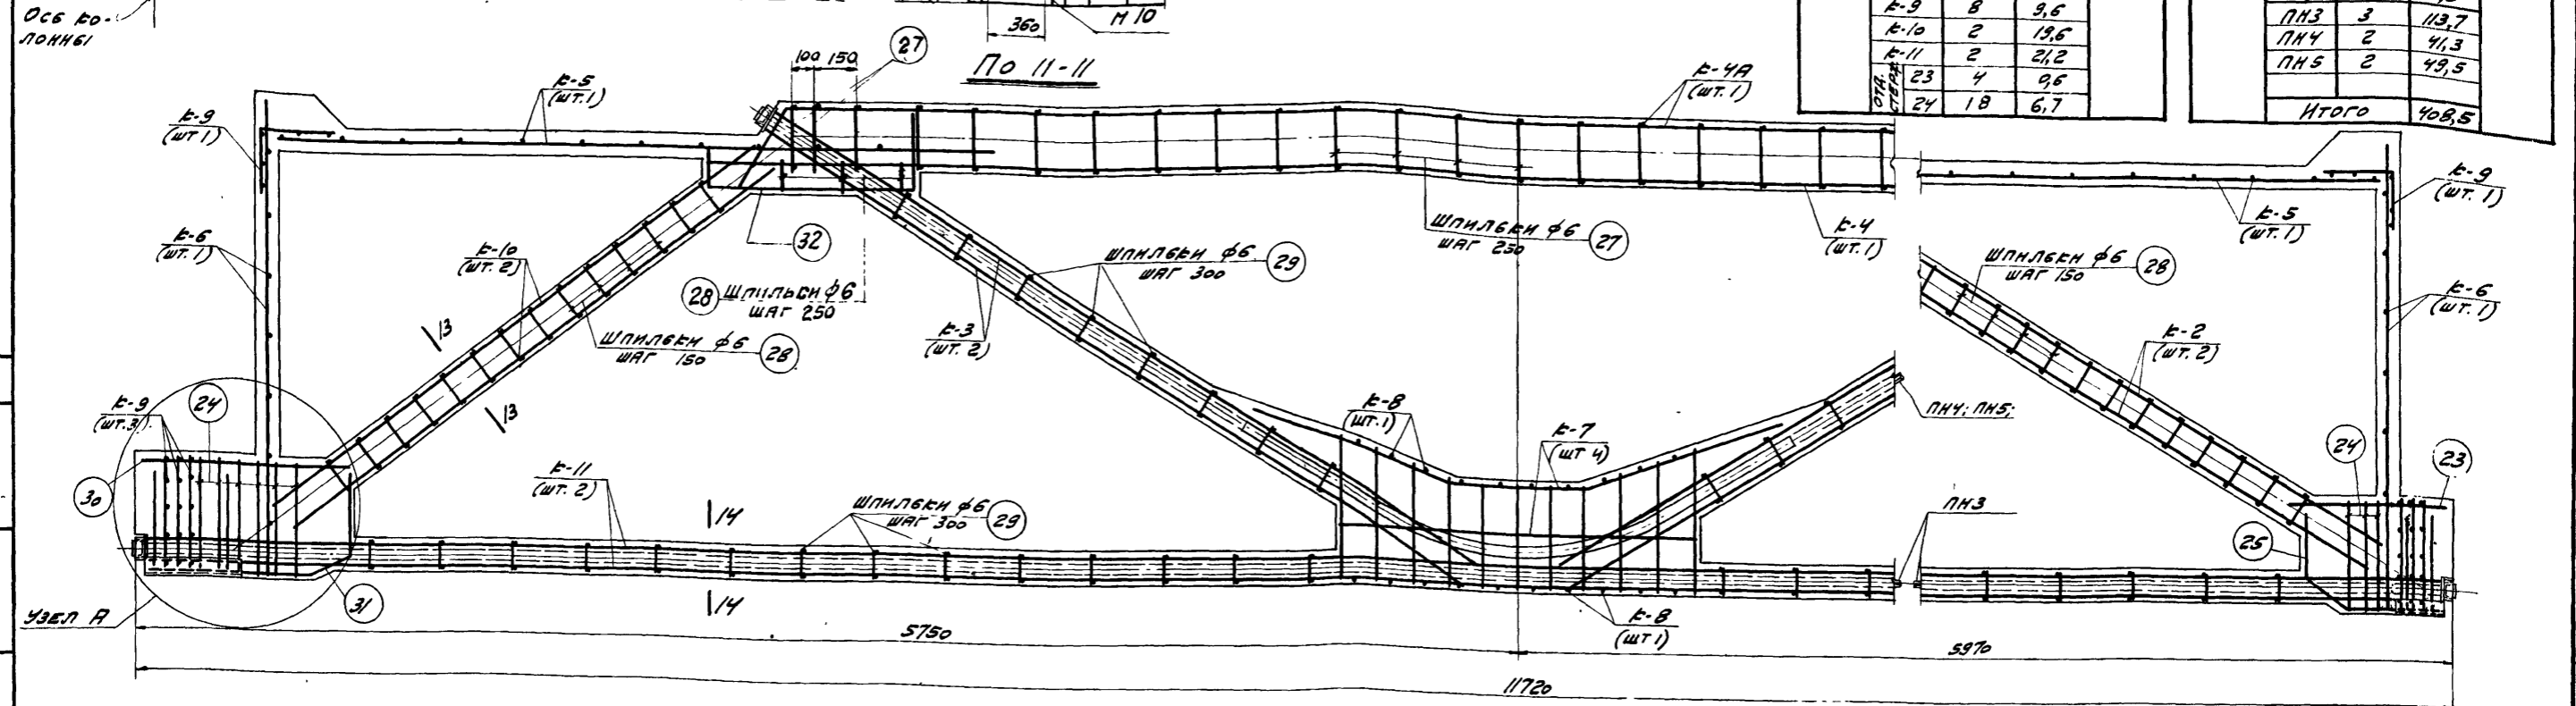 Ось ко-
лонны
360
М 10
По 11-11
К-9 8 9,6
К-10 2 19,6
К-11 2 21,2
ОТД. СТЕРЖ.
23 4 0,6
24 18 6,7
ПН3 3 113,7
ПН4 2 41,3
ПН5 2 49,5
Итого 408,5
К-9
(шт 1)
К-5
(шт. 1)
100 150
27
К-4А
(шт. 1)
К-9
(шт. 1)
К-6
(шт. 1)
К-10
(шт. 2)
32
28
Шпильки ф6
шаг 250
Шпильки ф6
шаг 300
29
Шпильки ф6
шаг 250
27
К-4
(шт. 1)
К-5
(шт. 1)
Шпильки ф6
шаг 150
28
К-6
(шт. 1)
13
Шпильки ф6
шаг 150
28
К-3
(шт. 2)
К-2
(шт. 2)
13
К-9
(шт. 3)
24
К-8
(шт. 1)
К-7
(шт 4)
ПН4; ПН5;
24
23
30
К-11
(шт. 2)
14
Шпильки ф6
шаг 300
29
ПН3
25
31
14
Узел А
К-8
(шт 1)
5750
5970
11720